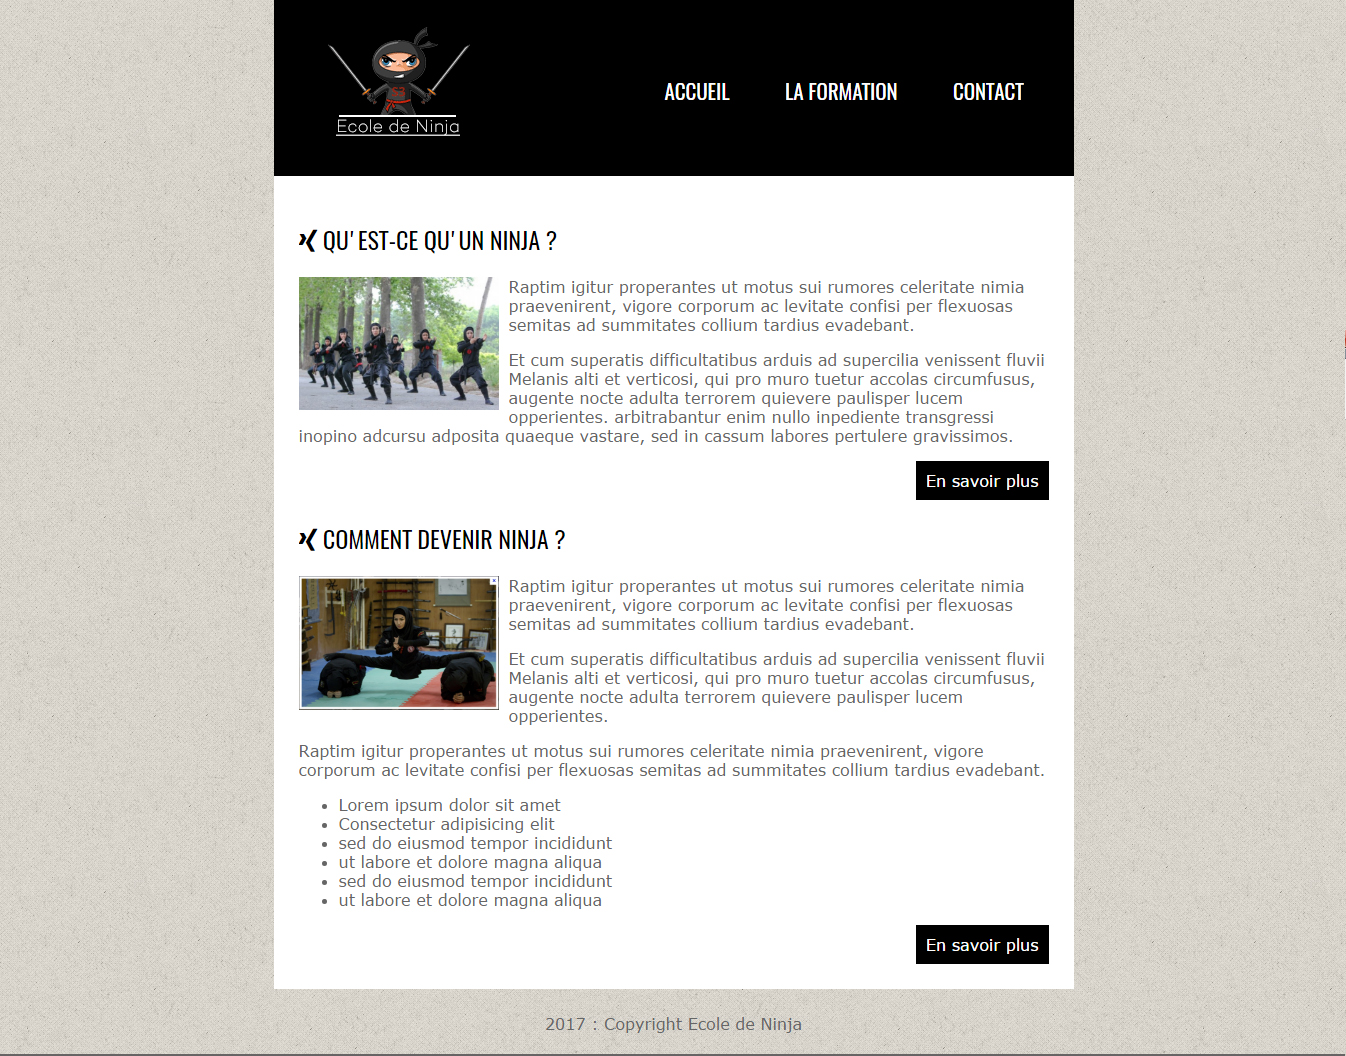 Ecole de Ninja
ACCUEIL LA FORMATION CONTACT
QU'EST-CE QU'UN NINJA ?
Raptim igitur properantes ut motus sui rumores celeritate nimia
praevenirent, vigore corporum ac levitate confisi per flexuosas
semitas ad summitates collium tardius evadebant.
Et cum superatis difficultatibus arduis ad supercilia venissent fluvii
Melanis alti et verticosi, qui pro muro tuetur accolas circumfusus,
augente nocte adulta terrorem quievere paulisper lucem
opperientes. arbitrabantur enim nullo inpediente transgressi
inopino adcursu adposita quaeque vastare, sed in cassum labores pertulere gravissimos.
En savoir plus
COMMENT DEVENIR NINJA ?
Raptim igitur properantes ut motus sui rumores celeritate nimia
praevenirent, vigore corporum ac levitate confisi per flexuosas
semitas ad summitates collium tardius evadebant.
Et cum superatis difficultatibus arduis ad supercilia venissent fluvii
Melanis alti et verticosi, qui pro muro tuetur accolas circumfusus,
augente nocte adulta terrorem quievere paulisper lucem
opperientes.
Raptim igitur properantes ut motus sui rumores celeritate nimia praevenirent, vigore
corporum ac levitate confisi per flexuosas semitas ad summitates collium tardius evadebant.
• Lorem ipsum dolor sit amet
• Consectetur adipisicing elit
• sed do eiusmod tempor incididunt
• ut labore et dolore magna aliqua
• sed do eiusmod tempor incididunt
• ut labore et dolore magna aliqua
En savoir plus
2017 : Copyright Ecole de Ninja